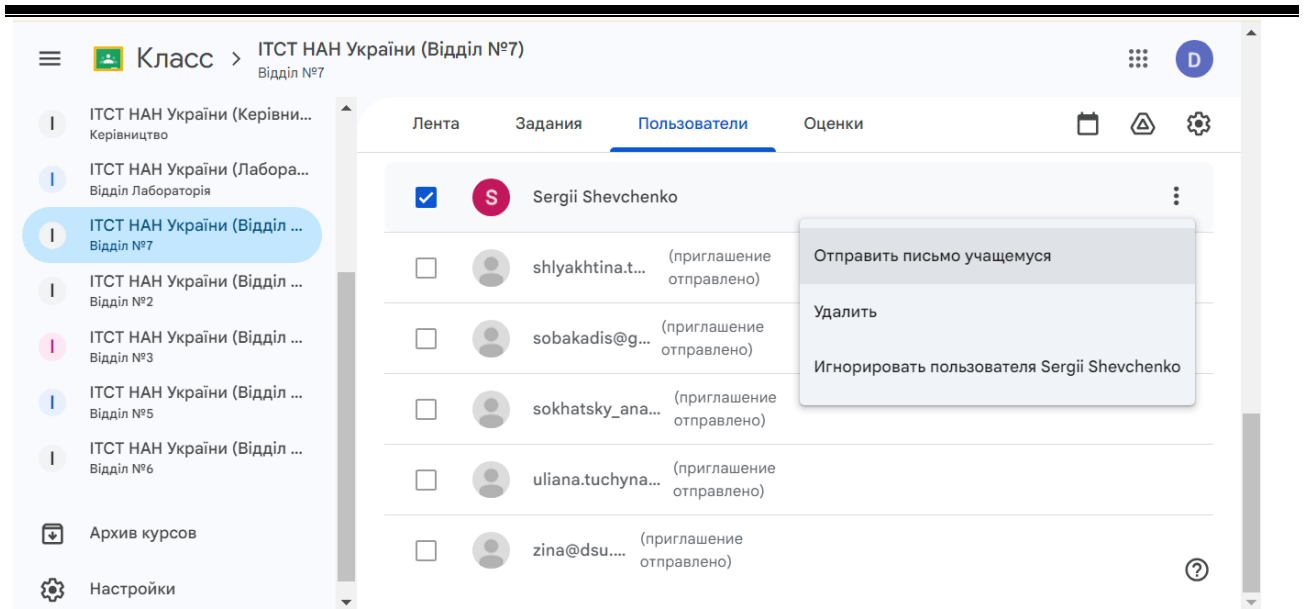 Класс > ІТСТ НАН України (Відділ №7)
Відділ №7
D
І ІТСТ НАН України (Керівни...
Керівництво
І ІТСТ НАН України (Лабора...
Відділ Лабораторія
І ІТСТ НАН України (Відділ ...
Відділ №7
І ІТСТ НАН України (Відділ ...
Відділ №2
І ІТСТ НАН України (Відділ ...
Відділ №3
І ІТСТ НАН України (Відділ ...
Відділ №5
І ІТСТ НАН України (Відділ ...
Відділ №6
Архив курсов
Настройки
Лента Задания Пользователи Оценки
S Sergii Shevchenko
shlyakhtina.t... (приглашение
отправлено)
sobakadis@g... (приглашение
отправлено)
sokhatsky_ana... (приглашение
отправлено)
uliana.tuchyna... (приглашение
отправлено)
zina@dsu.... (приглашение
отправлено)
Отправить письмо учащемуся
Удалить
Игнорировать пользователя Sergii Shevchenko